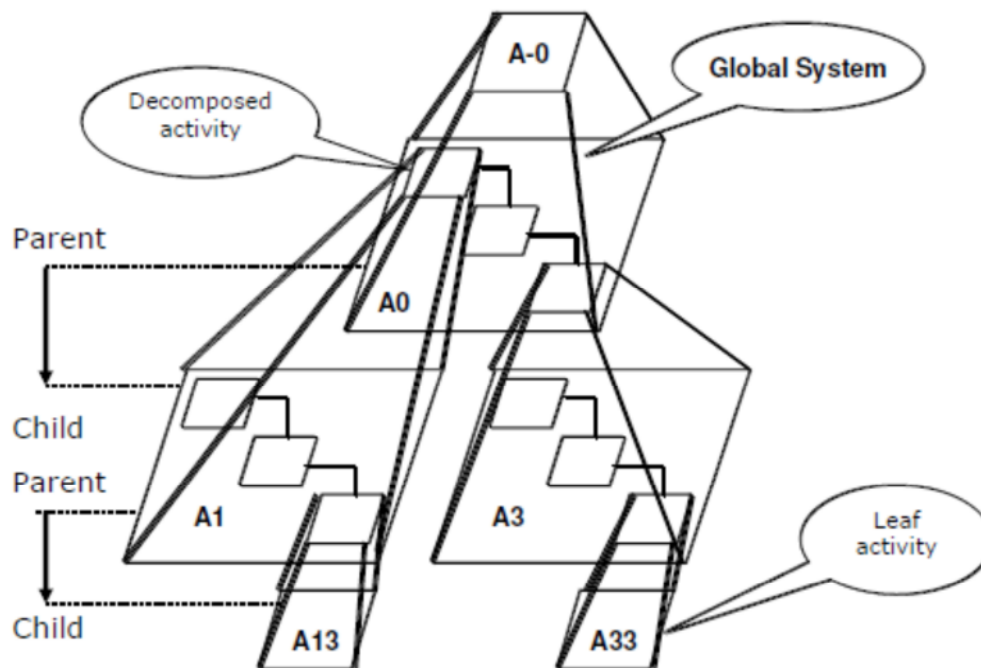 A-0
Global System
Decomposed
activity
Parent
A0
Child
Parent
A1
A3
Leaf
activity
Child
A13
A33